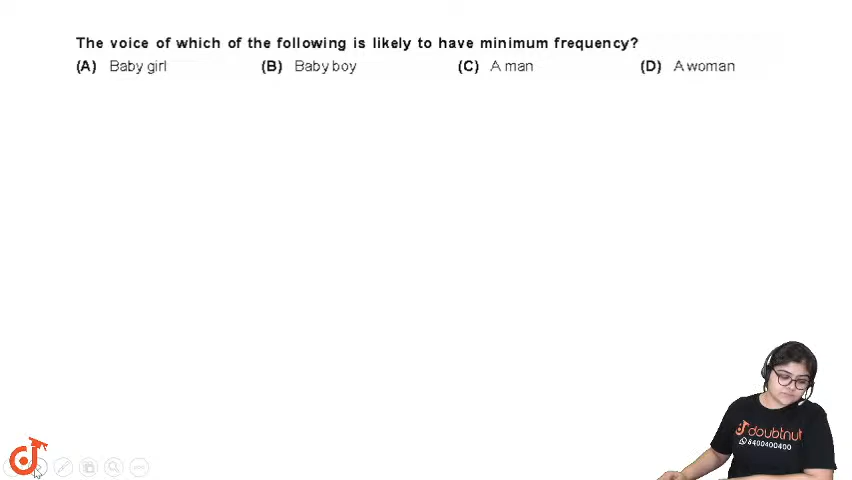 The voice of which of the following is likely to have minimum frequency?
(A) Baby girl (B) Baby boy (C) A man (D) A woman
doubtnut
8400400400